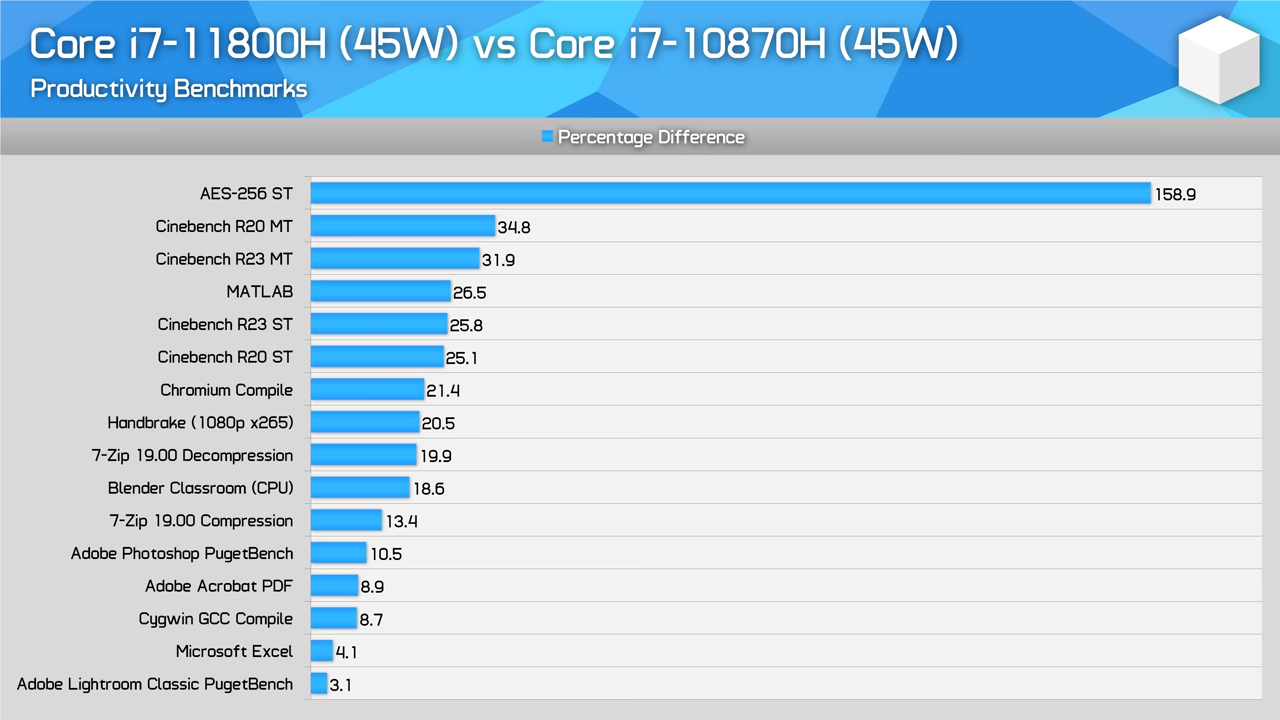 Core i7-11800H (45W) vs Core i7-10870H (45W)
Productivity Benchmarks
Percentage Difference
AES-256 ST 158.9
Cinebench R20 MT 34.8
Cinebench R23 MT 31.9
MATLAB 26.5
Cinebench R23 ST 25.8
Cinebench R20 ST 25.1
Chromium Compile 21.4
Handbrake (1080p x265) 20.5
7-Zip 19.00 Decompression 19.9
Blender Classroom (CPU) 18.6
7-Zip 19.00 Compression 13.4
Adobe Photoshop PugetBench 10.5
Adobe Acrobat PDF 8.9
Cygwin GCC Compile 8.7
Microsoft Excel 4.1
Adobe Lightroom Classic PugetBench 3.1